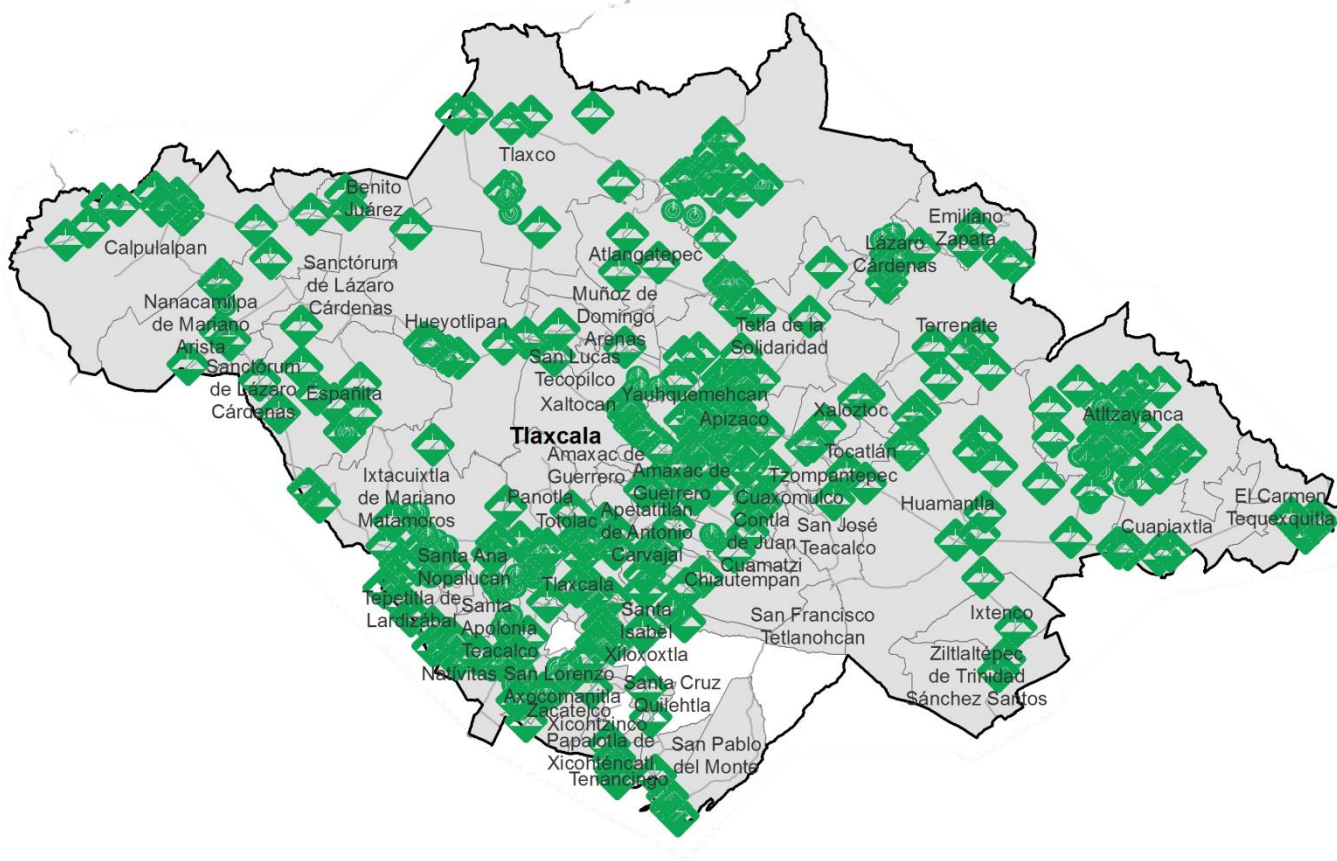 Tlaxco
Benito
Juárez
Calpulalpan
Emiliano
Zapata
Lázaro
Cárdenas
Atlangatepec
Sanctórum
de Lázaro
Cárdenas
Nanacamilpa
de Mariano
Arista
Muñoz de
Domingo
Arenas
Hueyotlipan
Tetla de la
Solidaridad
Terrenate
San Lucas
Tecopilco
Sanctórum
de Lázaro
Cárdenas
Españita
Yauhquemehcan
Xaltocan
Apizaco
Xaloztoc
Atltzayanca
Tlaxcala
Amaxac de
Guerrero
Tocatlán
Amaxac de
Guerrero
Tzompantepec
Ixtacuixtla
de Mariano
Matamoros
Panotla
Totolac
Apetatitlán
de Antonio
Carvajal
Cuaxomulco
Contla
de Juan
Cuamatzi
San José
Teacalco
Huamantla
El Carmen
Tequexquitla
Cuapiaxtla
Santa Ana
Nopalucan
Tlaxcala
Chiautempan
Tepetitla de
Lardizábal
Santa
Apolonia
Teacalco
Santa
Isabel
Xiloxoxtla
San Francisco
Tetlanohcan
Ixtenco
Ziltlaltépec
de Trinidad
Sánchez Santos
Nativitas
San Lorenzo
Axocomanitla
Santa Cruz
Quilehtla
Zacatelco
Xicohtzinco
Papalotla de
Xicohténcatl
Tenancingo
San Pablo
del Monte